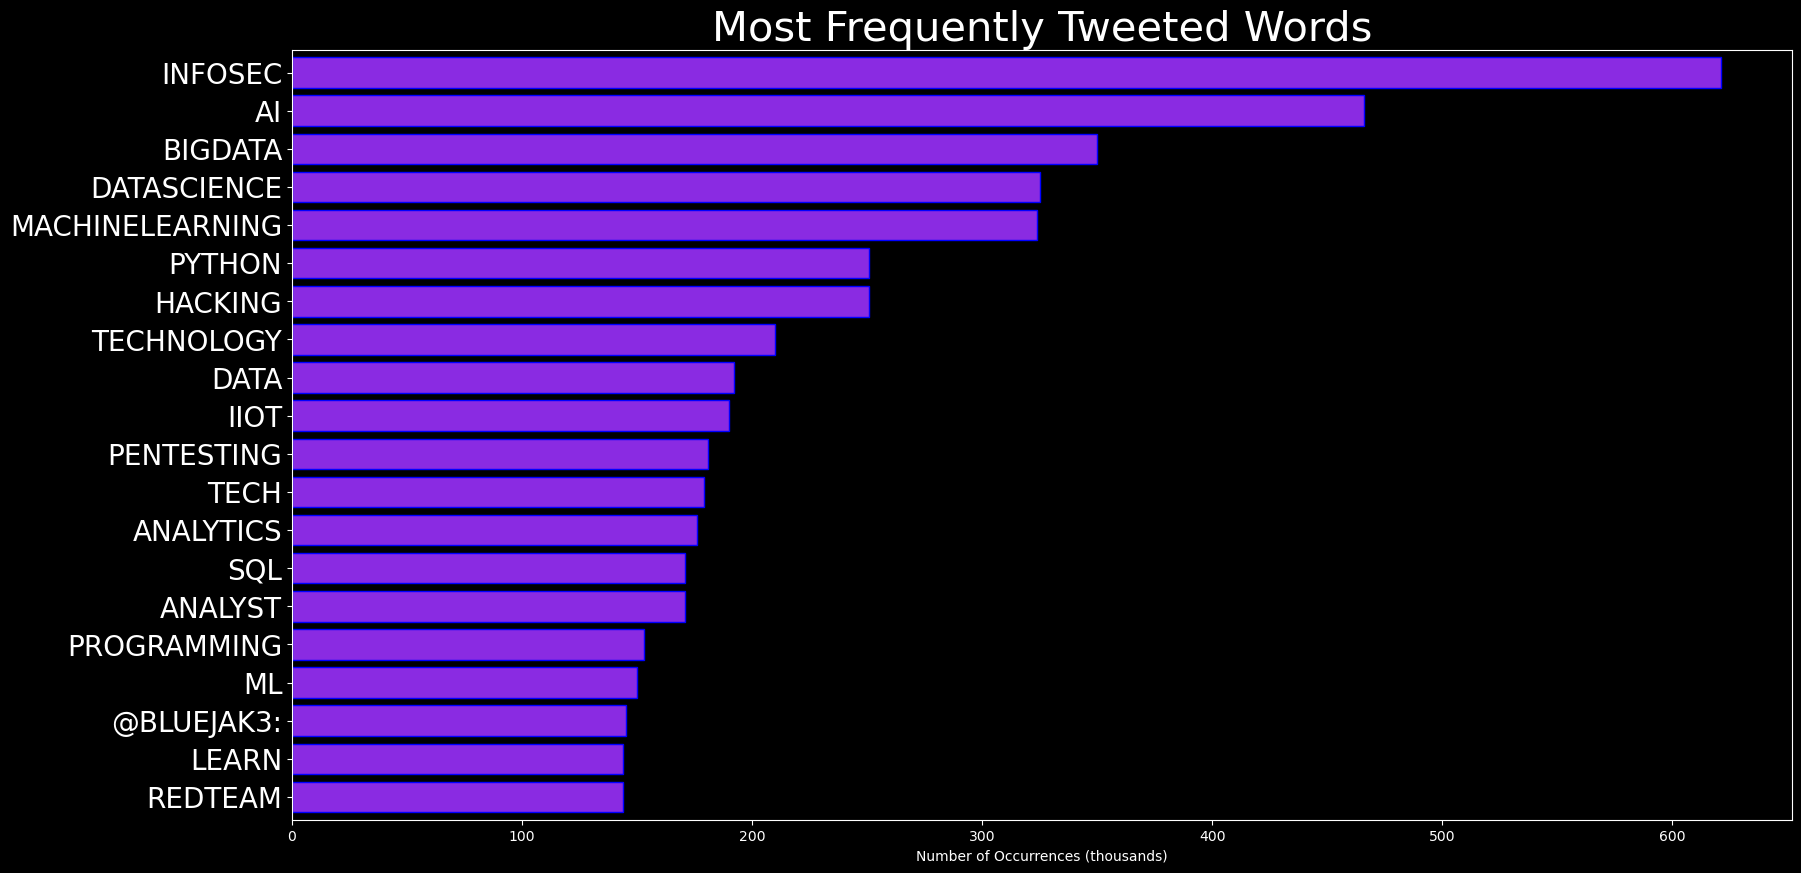 Most Frequently Tweeted Words
INFOSEC
AI
BIGDATA
DATASCIENCE
MACHINELEARNING
PYTHON
HACKING
TECHNOLOGY
DATA
IIOT
PENTESTING
TECH
ANALYTICS
SQL
ANALYST
PROGRAMMING
ML
@BLUEJAK3:
LEARN
REDTEAM
0 100 200 300 400 500 600
Number of Occurrences (thousands)